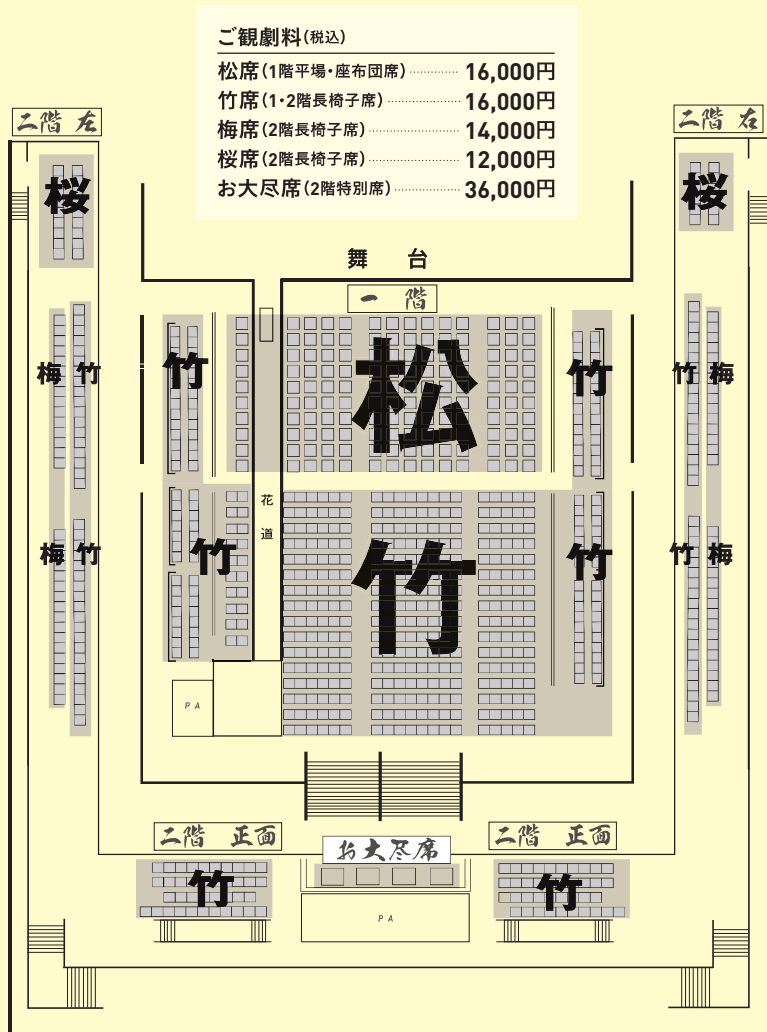 ご観劇料(税込)
松席(1階平場・座布団席) 16,000円
竹席(1・2階長椅子席) 16,000円
梅席(2階長椅子席) 14,000円
桜席(2階長椅子席) 12,000円
お大尽席(2階特別席) 36,000円
二階 左
二階 右
桜
桜
舞 台
一 階
松
竹
竹
梅
竹
竹
梅
花道
竹
竹
竹
梅
竹
竹
梅
PA
二階 正面
お大尽席
二階 正面
竹
竹
PA